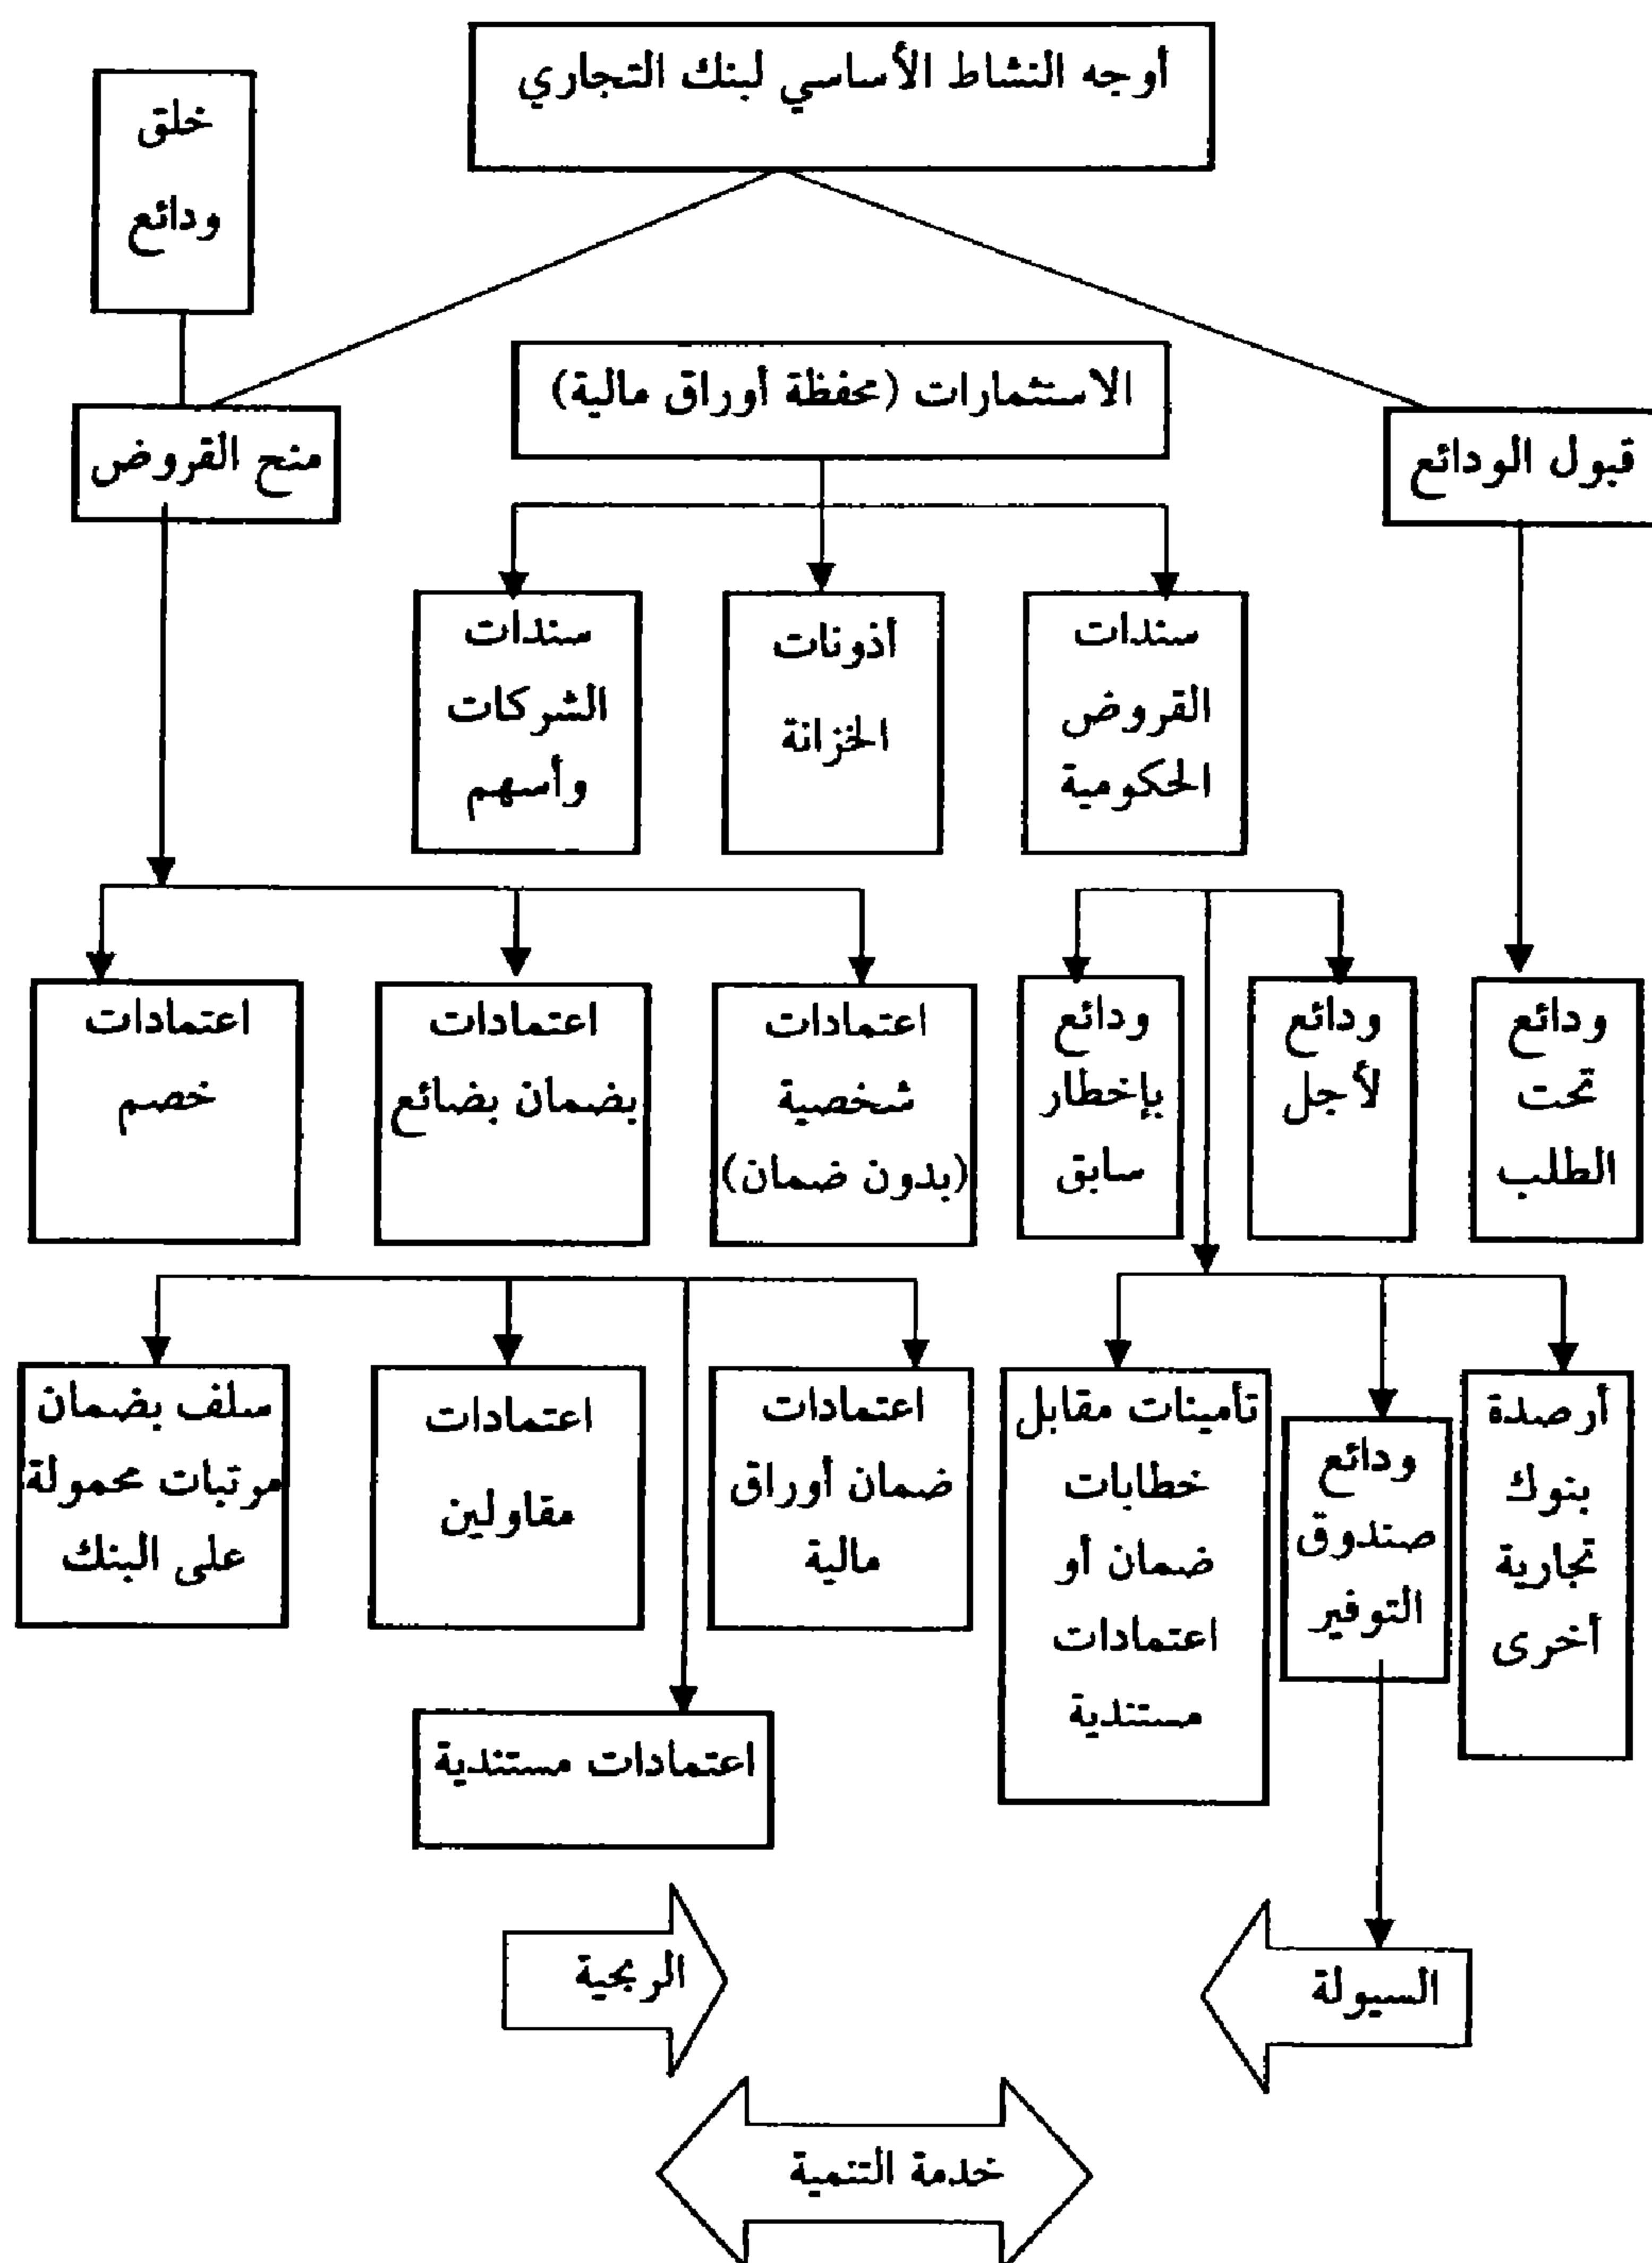 أوجه النشاط الأساسي لبنك التجاري
خلق
ودائع
الاستثمارات (محفظة أوراق مالية)
قبول الودائع
منح القروض
سندات
القروض
الحكومية
أذونات
الخزانة
سندات
الشركات
وأسهم
ودائع
تحت
الطلب
ودائع
لأجل
ودائع
بإخطار
سابق
اعتمادات
شخصية
(بدون ضمان)
اعتمادات
بضمان بضائع
اعتمادات
خصم
أرصدة
بنوك
تجارية
أخرى
ودائع
صندوق
التوفير
تأمينات مقابل
خطابات
ضمان أو
اعتمادات
مستندية
اعتمادات
ضمان أوراق
مالية
اعتمادات
مقاولين
سلف بضمان
مرتبات محمولة
على البنك
اعتمادات مستندية
السيولة
الربحية
خدمة التنمية